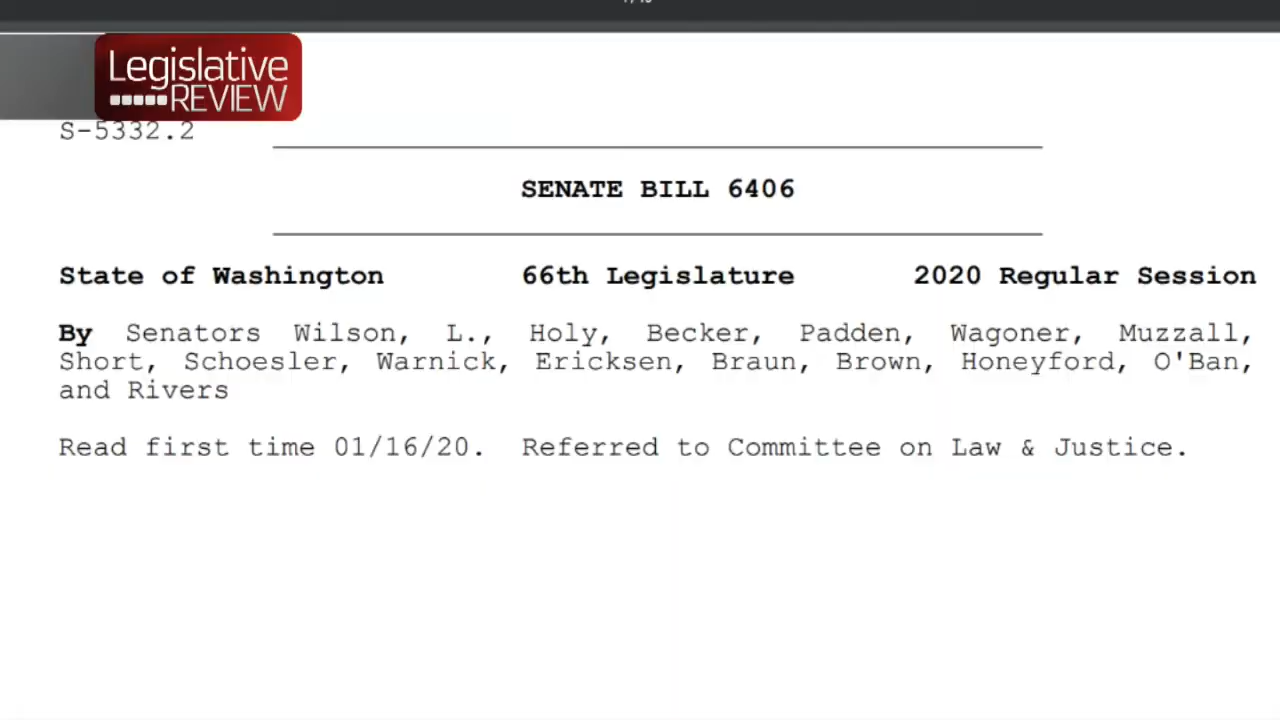 Legislative
REVIEW
S-5332.2
SENATE BILL 6406
State of Washington 66th Legislature 2020 Regular Session
By Senators Wilson, L., Holy, Becker, Padden, Wagoner, Muzzall,
Short, Schoesler, Warnick, Ericksen, Braun, Brown, Honeyford, O'Ban,
and Rivers
Read first time 01/16/20. Referred to Committee on Law & Justice.